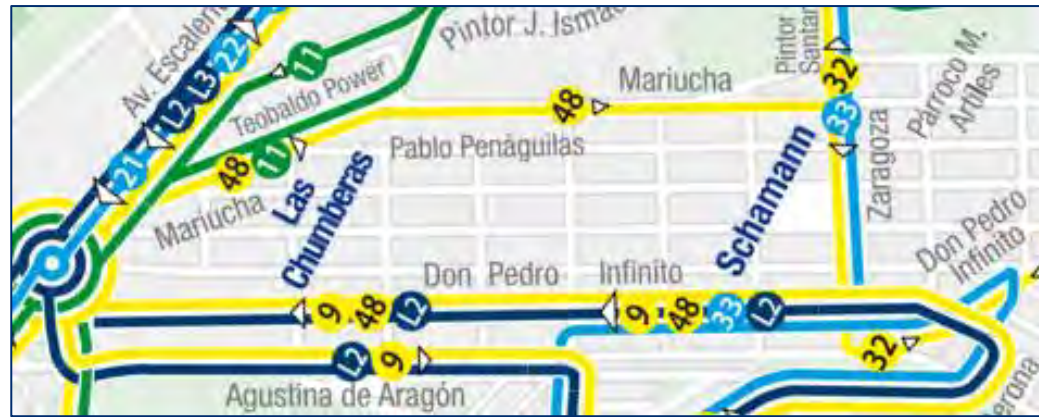 Av. Escalerit
22
L3
L2
21
11
Teobaldo Power
Pintor J. Ismae
48
11
Mariucha
Las
Chumberas
Pablo Penáguilas
48
Mariucha
Pintor
Santan
32
33
Zaragoza
Párroco M.
Artiles
Schamann
Don Pedro
Infinito
Don Pedro Infinito
9
48
L2
9
48
33
L2
32
L2
9
Agustina de Aragón
erona